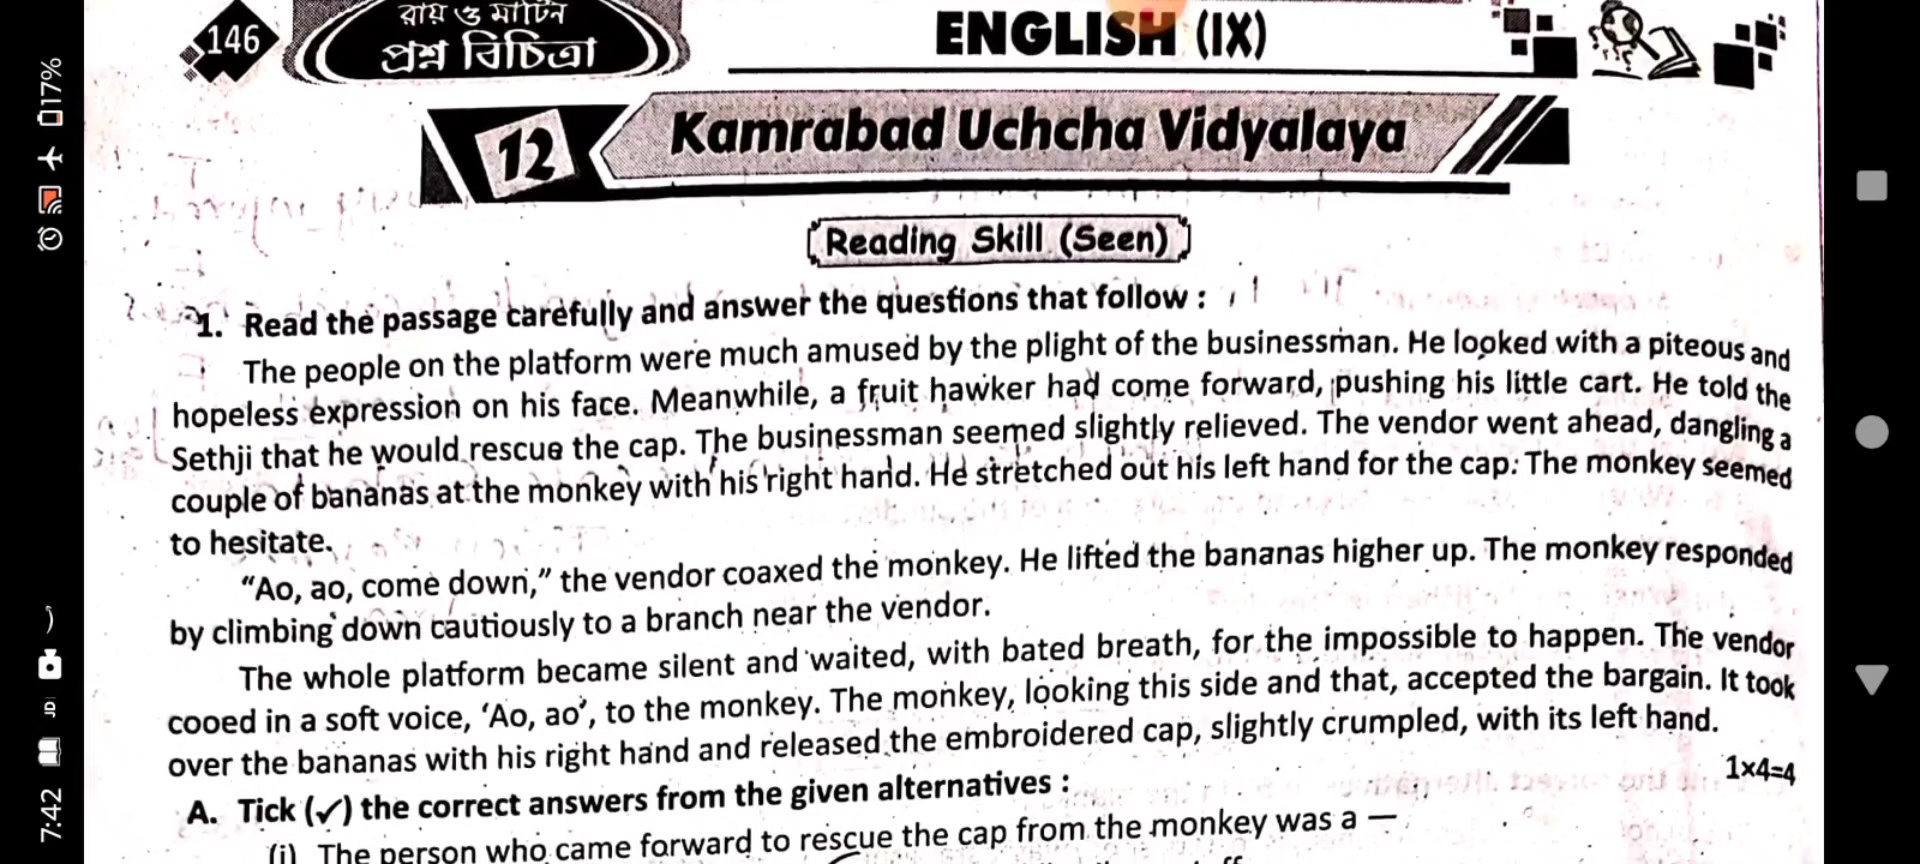 146
রায় ও মার্টিন
প্রশ্ন বিচিত্রা
ENGLISH (IX)
12
Kamrabad Uchcha Vidyalaya
Reading Skill (Seen)
1. Read the passage carefully and answer the questions that follow :
The people on the platform were much amused by the plight of the businessman. He looked with a piteous and
hopeless expression on his face. Meanwhile, a fruit hawker had come forward, pushing his little cart. He told the
Sethji that he would rescue the cap. The businessman seemed slightly relieved. The vendor went ahead, dangling a
couple of bananas at the monkey with his right hand. He stretched out his left hand for the cap. The monkey seemed
to hesitate.
“Ao, ao, come down,” the vendor coaxed the monkey. He lifted the bananas higher up. The monkey responded
by climbing down cautiously to a branch near the vendor.
The whole platform became silent and waited, with bated breath, for the impossible to happen. The vendor
cooed in a soft voice, ‘Ao, ao’, to the monkey. The monkey, looking this side and that, accepted the bargain. It took
over the bananas with his right hand and released the embroidered cap, slightly crumpled, with its left hand.
A. Tick (✓) the correct answers from the given alternatives :
1×4=4
(i) The person who came forward to rescue the cap from the monkey was a —
17%
7:42